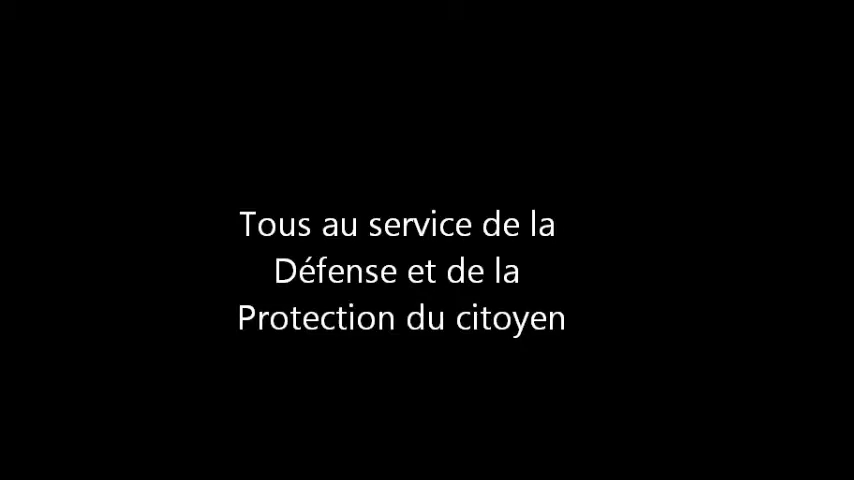 Tous au service de la
Défense et de la
Protection du citoyen